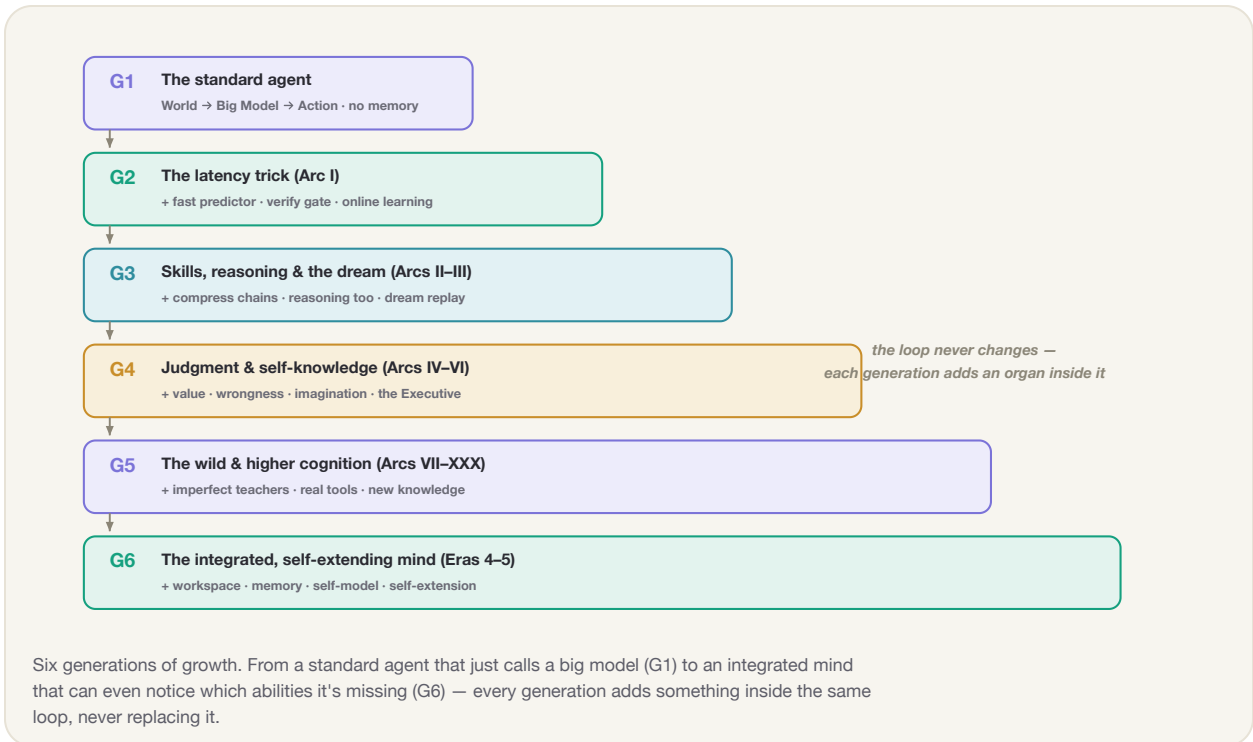 G1 The standard agent
World → Big Model → Action · no memory
G2 The latency trick (Arc I)
+ fast predictor · verify gate · online learning
G3 Skills, reasoning & the dream (Arcs II–III)
+ compress chains · reasoning too · dream replay
the loop never changes —
each generation adds an organ inside it
G4 Judgment & self-knowledge (Arcs IV–VI)
+ value · wrongness · imagination · the Executive
G5 The wild & higher cognition (Arcs VII–XXX)
+ imperfect teachers · real tools · new knowledge
G6 The integrated, self-extending mind (Eras 4–5)
+ workspace · memory · self-model · self-extension
Six generations of growth. From a standard agent that just calls a big model (G1) to an integrated mind
that can even notice which abilities it's missing (G6) — every generation adds something inside the same
loop, never replacing it.